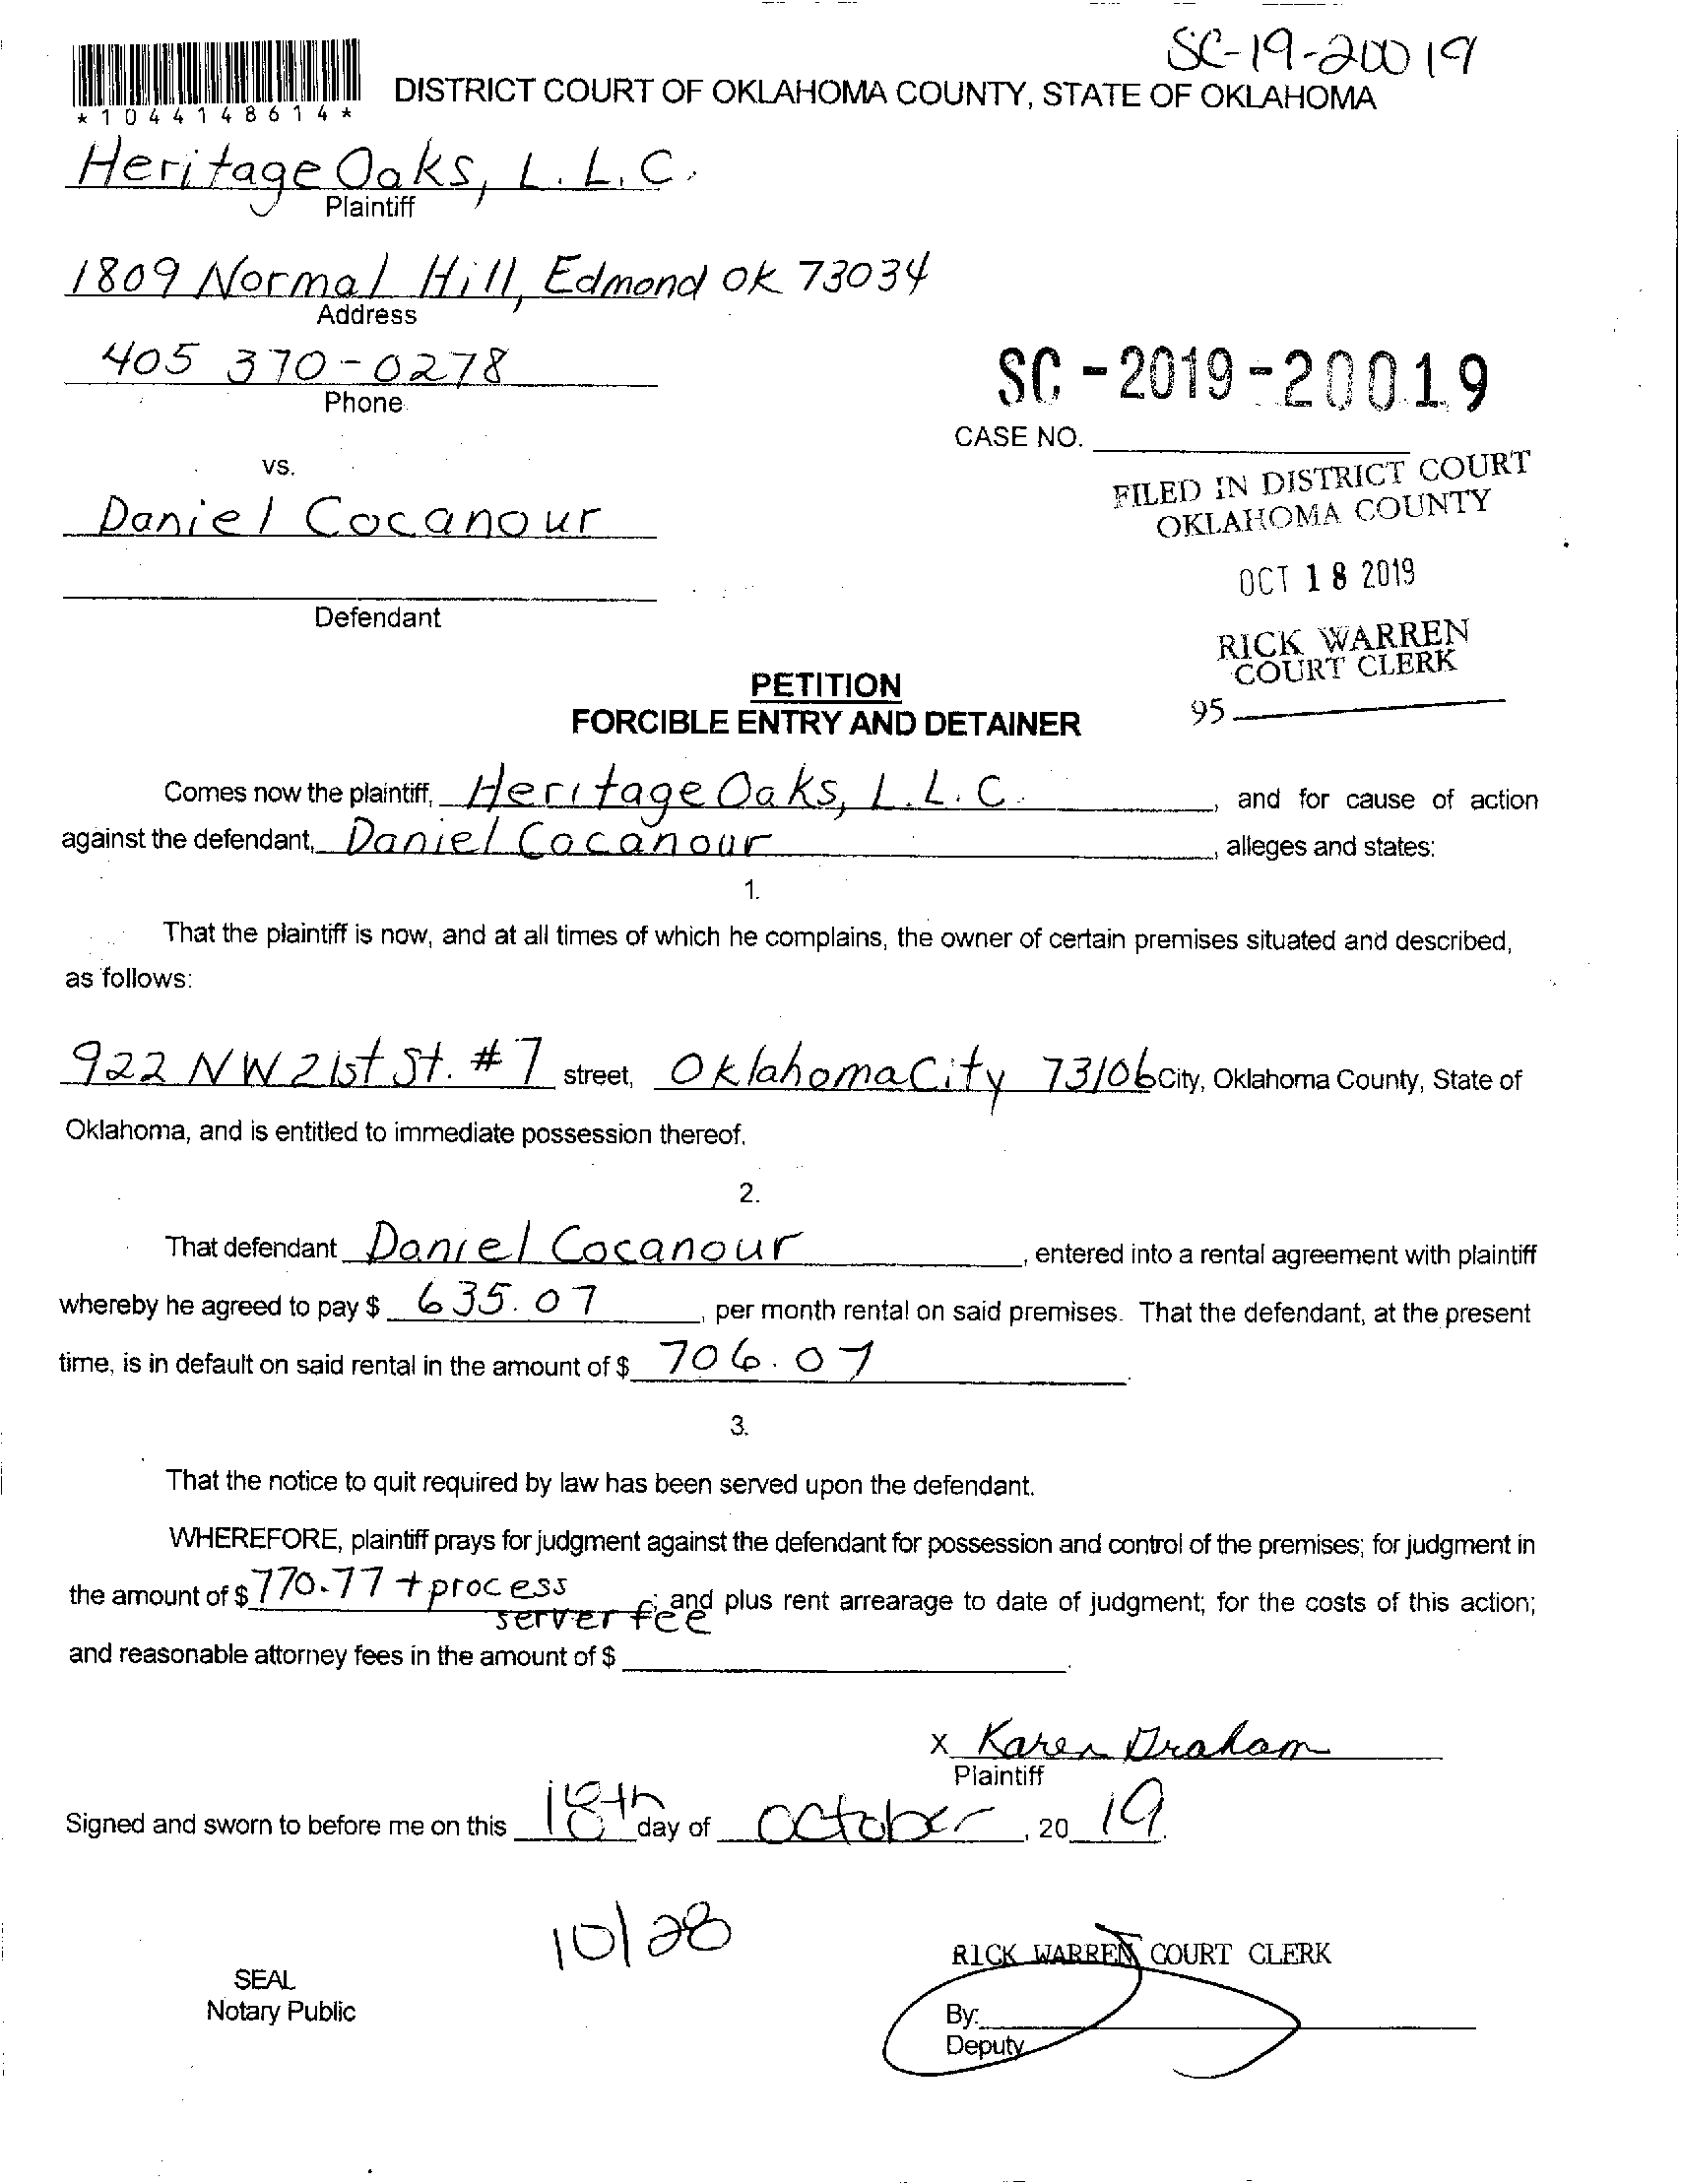 SC-19-20019
*1044148614*
DISTRICT COURT OF OKLAHOMA COUNTY, STATE OF OKLAHOMA
Heritage Oaks, L.L.C.
Plaintiff
1809 Normal Hill, Edmond OK 73034
Address
405 370-0278
Phone
SC-2019-20019
CASE NO.
vs.
FILED IN DISTRICT COURT
OKLAHOMA COUNTY
Daniel Cocanour
OCT 18 2019
Defendant
RICK WARREN
COURT CLERK
95
PETITION
FORCIBLE ENTRY AND DETAINER
Comes now the plaintiff, Heritage Oaks, L.L.C. , and for cause of action
against the defendant, Daniel Cocanour , alleges and states:
1.
That the plaintiff is now, and at all times of which he complains, the owner of certain premises situated and described,
as follows:
922 NW 21st St. #7 street, Oklahoma City 73106 City, Oklahoma County, State of
Oklahoma, and is entitled to immediate possession thereof.
2.
That defendant Daniel Cocanour , entered into a rental agreement with plaintiff
whereby he agreed to pay $ 635.07 , per month rental on said premises. That the defendant, at the present
time, is in default on said rental in the amount of $ 706.07 .
3.
That the notice to quit required by law has been served upon the defendant.
WHEREFORE, plaintiff prays for judgment against the defendant for possession and control of the premises; for judgment in
the amount of $ 770.77 + process server fee ; and plus rent arrearage to date of judgment; for the costs of this action;
and reasonable attorney fees in the amount of $ .
X Karen Draham
Plaintiff
Signed and sworn to before me on this 18th day of October , 20 19.
10/28
RICK WARREN COURT CLERK
SEAL
Notary Public
By:
Deputy